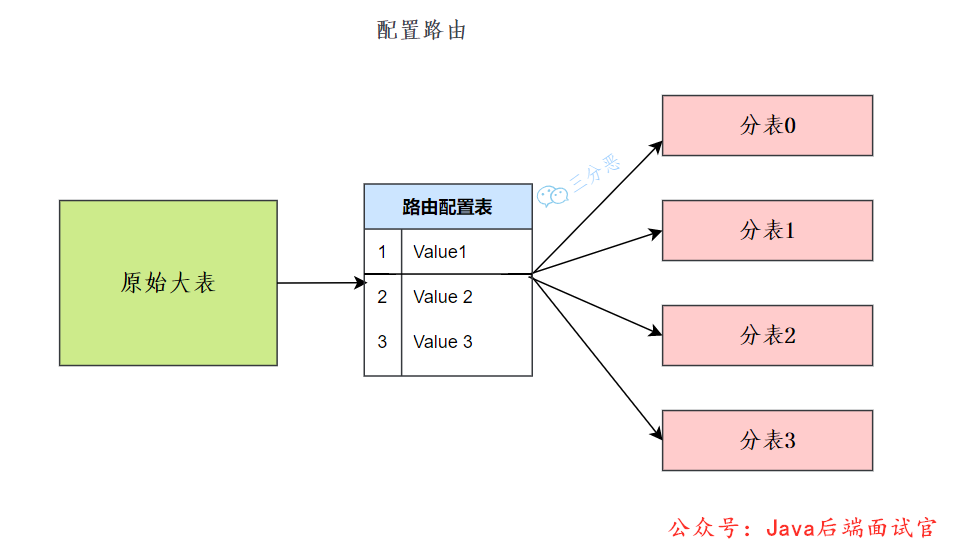 配置路由
分表0
三分恶
路由配置表
1 Value1
分表1
原始大表
2 Value 2
3 Value 3
分表2
分表3
公众号：Java后端面试官